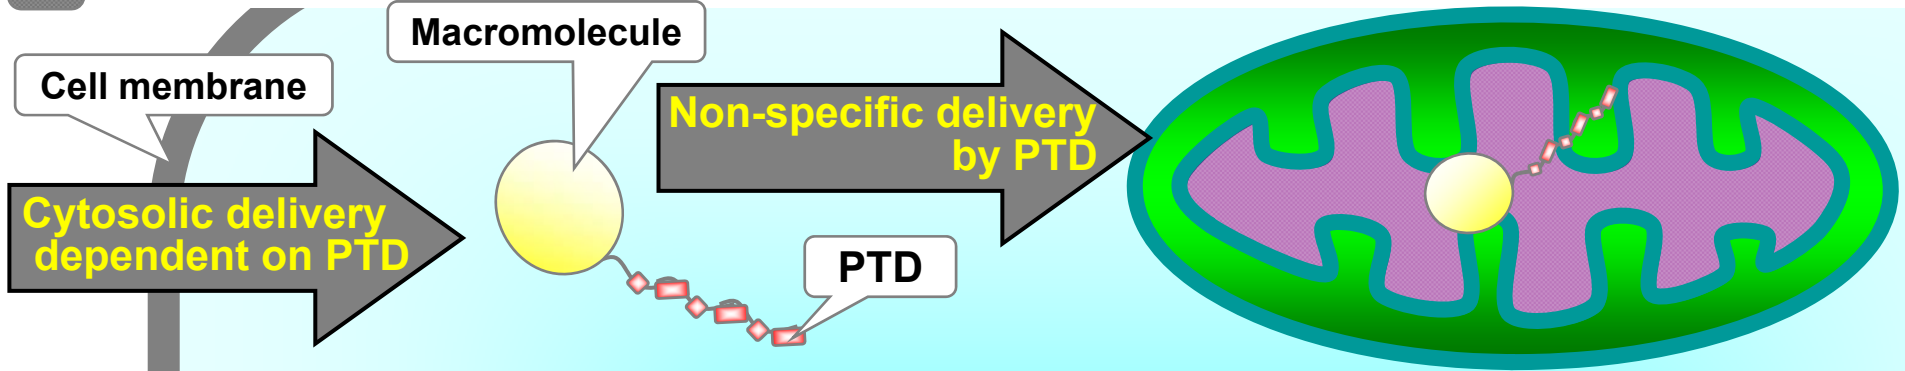 Macromolecule
Cell membrane
Non-specific delivery
by PTD
Cytosolic delivery
dependent on PTD
PTD